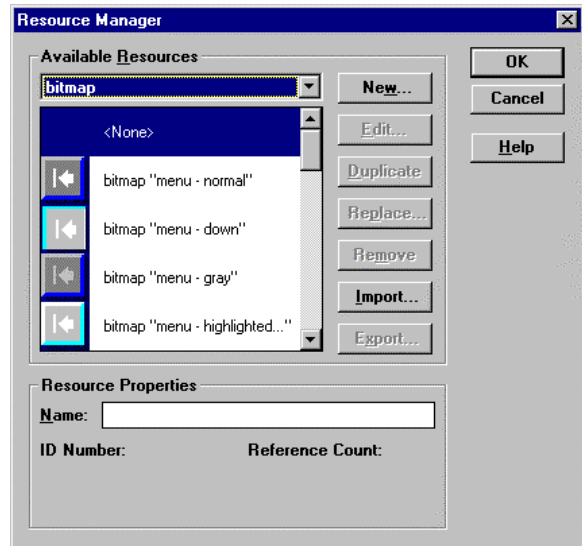 Resource Manager
Available Resources
bitmap
<None>
bitmap "menu - normal"
bitmap "menu - down"
bitmap "menu - gray"
bitmap "menu - highlighted..."
New...
Edit...
Duplicate
Replace...
Remove
Import...
Export...
OK
Cancel
Help
Resource Properties
Name:
ID Number: Reference Count: